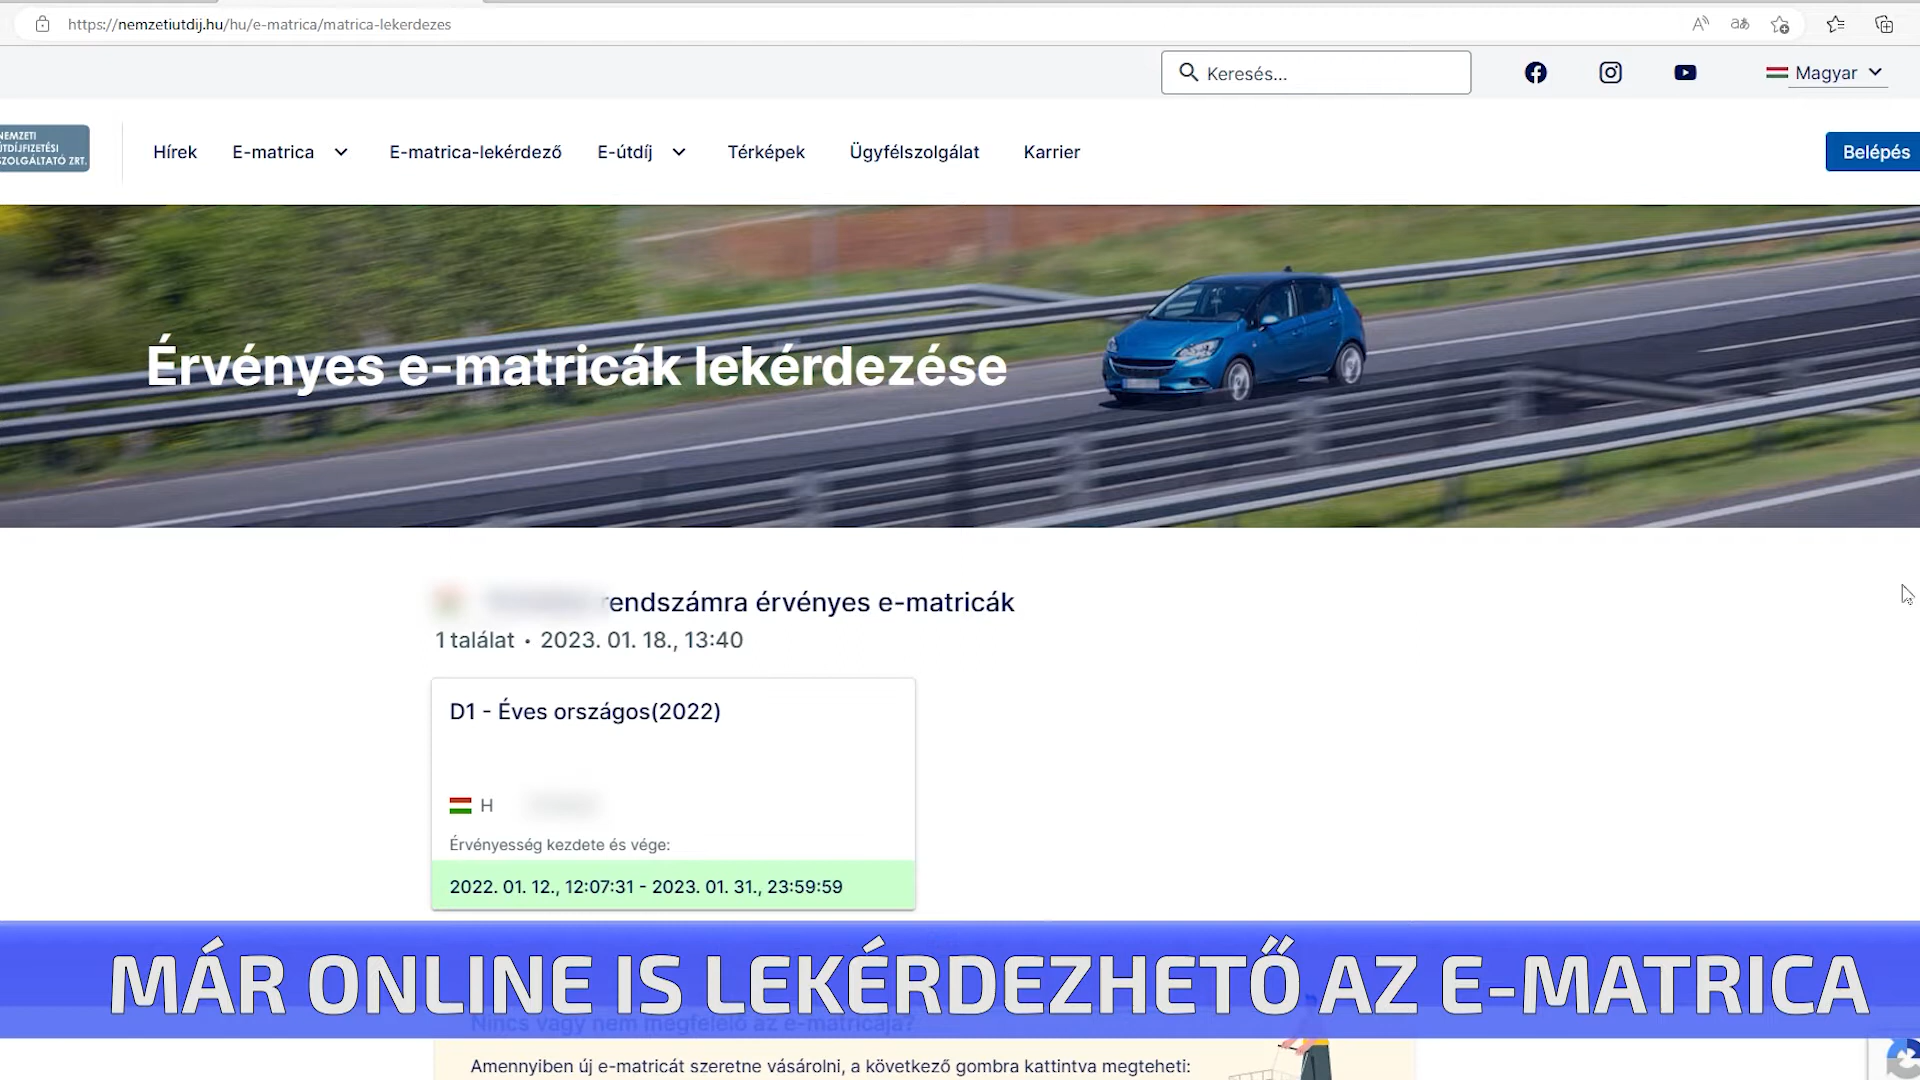 https://nemzetiutdij.hu/hu/e-matrica/matrica-lekerdezes
Keresés...
Magyar
NEMZETI
ÚTDÍJFIZETÉSI
SZOLGÁLTATÓ ZRT.
Hírek
E-matrica
E-matrica-lekérdező
E-útdíj
Térképek
Ügyfélszolgálat
Karrier
Belépés
Érvényes e-matricák lekérdezése
rendszámra érvényes e-matricák
1 találat • 2023. 01. 18., 13:40
D1 - Éves országos(2022)
H
Érvényesség kezdete és vége:
2022. 01. 12., 12:07:31 - 2023. 01. 31., 23:59:59
MÁR ONLINE IS LEKÉRDEZHETŐ AZ E-MATRICA
Nincs vagy nem megfelelő az e-matricája?
Amennyiben új e-matricát szeretne vásárolni, a következő gombra kattintva megteheti: